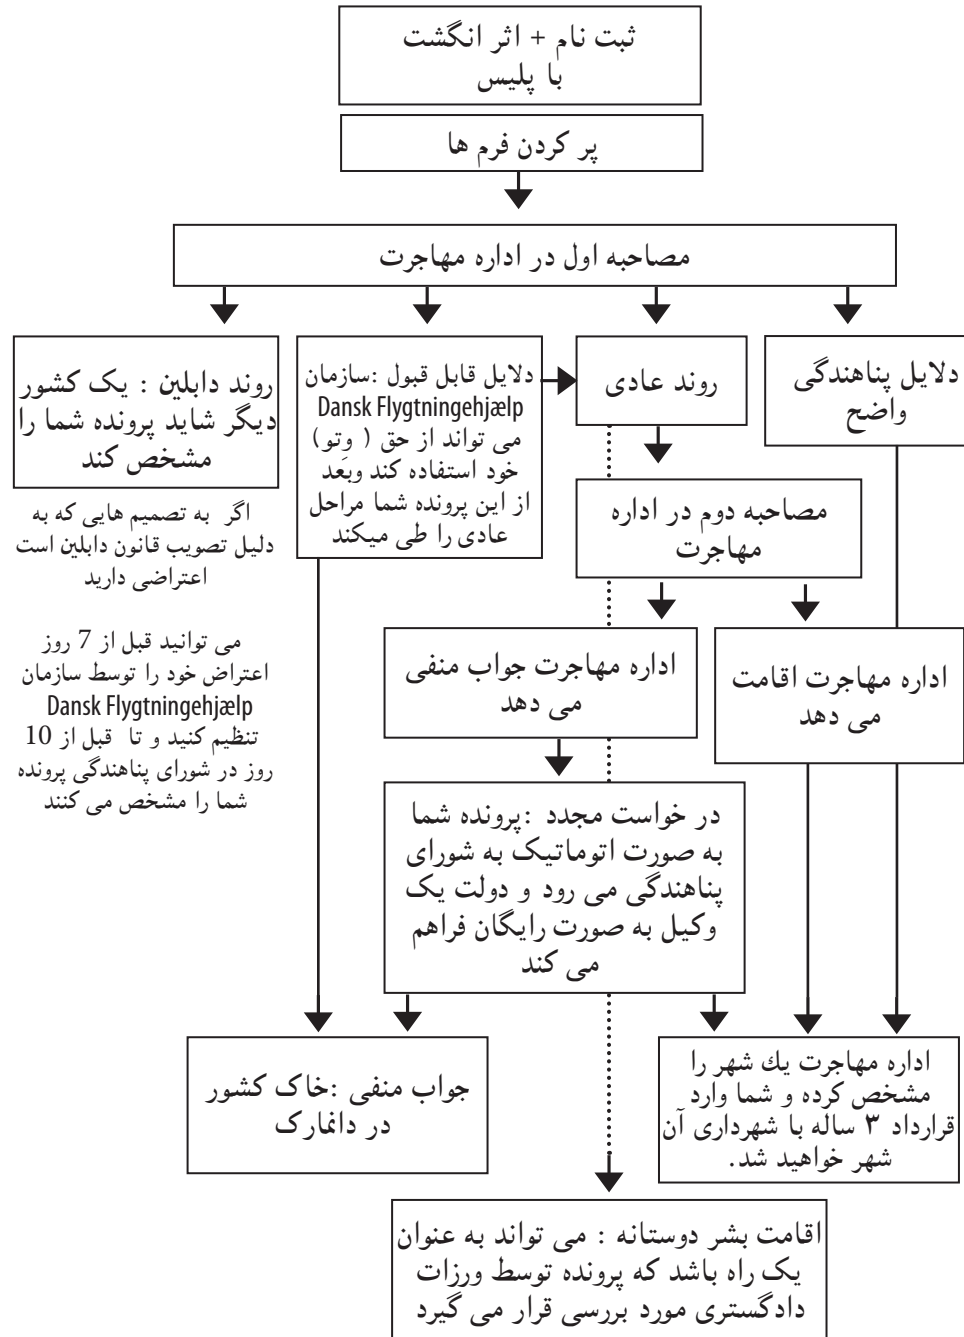 ثبت نام + اثر انگشت
با پلیس
پر کردن فرم ها
مصاحبه اول در اداره مهاجرت
دلایل پناهندگی
واضح
روند عادی
دلایل قابل قبول :سازمان
Dansk Flygtningehjælp
می تواند از حق ( وِتو)
خود استفاده کند وبعَد
از این پرونده شما مراحل
عادی را طی میکند
روند دابلین : یک کشور
دیگر شاید پرونده شما را
مشخص کند
اگر به تصمیم هایی که به
دلیل تصویب قانون دابلین است
اعتراضی دارید
می توانید قبل از 7 روز
اعتراض خود را توسط سازمان
Dansk Flygtningehjælp
تنظیم کنید و تا قبل از 10
روز در شورای پناهندگی پرونده
شما را مشخص می کنند
مصاحبه دوم در اداره
مهاجرت
اداره مهاجرت اقامت
می دهد
اداره مهاجرت جواب منفی
می دهد
در خواست مجدد :پرونده شما
به صورت اتوماتیک به شورای
پناهندگی می رود و دولت یک
وکیل به صورت رایگان فراهم
می کند
اداره مهاجرت يك شهر را
مشخص کرده و شما وارد
قرارداد ٣ ساله با شهرداری آن
شهر خواهید شد.
جواب منفی :خاک کشور
در دانمارک
اقامت بشر دوستانه : می تواند به عنوان
یک راه باشد که پرونده توسط ورزات
دادگستری مورد بررسی قرار می گیرد